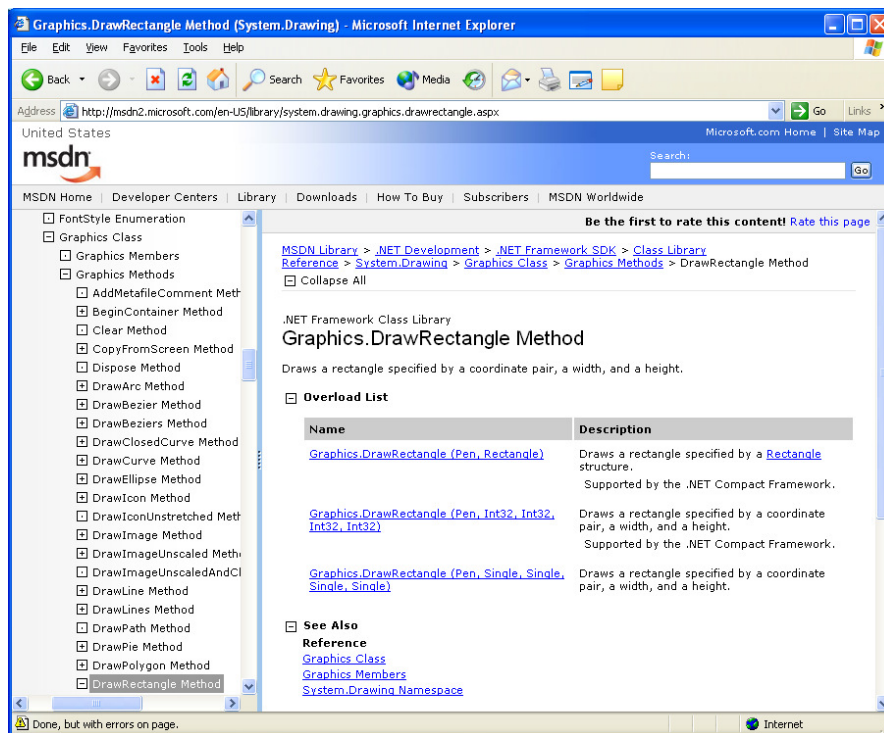 Graphics.DrawRectangle Method (System.Drawing) - Microsoft Internet Explorer
File Edit View Favorites Tools Help
Back Search Favorites Media
Address http://msdn2.microsoft.com/en-US/library/system.drawing.graphics.drawrectangle.aspx Go Links
United States Microsoft.com Home | Site Map
msdn
Search:
Go
MSDN Home | Developer Centers | Library | Downloads | How To Buy | Subscribers | MSDN Worldwide
FontStyle Enumeration
Graphics Class
Graphics Members
Graphics Methods
AddMetafileComment Meth
BeginContainer Method
Clear Method
CopyFromScreen Method
Dispose Method
DrawArc Method
DrawBezier Method
DrawBeziers Method
DrawClosedCurve Method
DrawCurve Method
DrawEllipse Method
DrawIcon Method
DrawIconUnstretched Meth
DrawImage Method
DrawImageUnscaled Metho
DrawImageUnscaledAndCl
DrawLine Method
DrawLines Method
DrawPath Method
DrawPie Method
DrawPolygon Method
DrawRectangle Method
Be the first to rate this content! Rate this page
MSDN Library > .NET Development > .NET Framework SDK > Class Library
Reference > System.Drawing > Graphics Class > Graphics Methods > DrawRectangle Method
Collapse All
.NET Framework Class Library
Graphics.DrawRectangle Method
Draws a rectangle specified by a coordinate pair, a width, and a height.
Overload List
Name Description
Graphics.DrawRectangle (Pen, Rectangle) Draws a rectangle specified by a Rectangle
structure.
Supported by the .NET Compact Framework.
Graphics.DrawRectangle (Pen, Int32, Int32, Draws a rectangle specified by a coordinate
Int32, Int32) pair, a width, and a height.
Supported by the .NET Compact Framework.
Graphics.DrawRectangle (Pen, Single, Single, Draws a rectangle specified by a coordinate
Single, Single) pair, a width, and a height.
See Also
Reference
Graphics Class
Graphics Members
System.Drawing Namespace
Done, but with errors on page. Internet